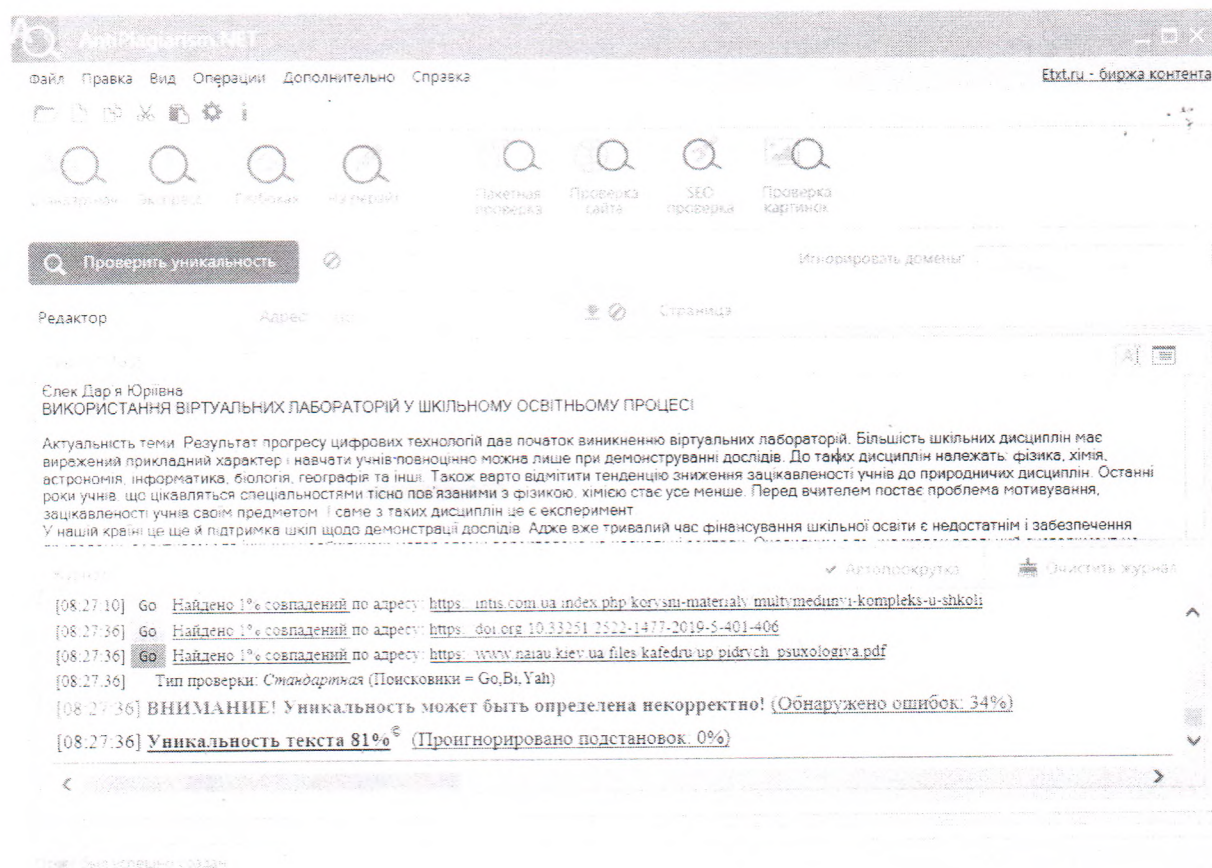 AntiPlagiarism.NET
Файл Правка Вид Операции Дополнительно Справка
Etxt.ru - биржа контента
Глубокая На рерайт
Пакетная проверка
Проверка сайта
SEO проверка
Проверка картинок
Проверить уникальность
Игнорировать домены:
Редактор
Адрес
Страница
Єлек Дар'я Юріївна
ВИКОРИСТАННЯ ВІРТУАЛЬНИХ ЛАБОРАТОРІЙ У ШКІЛЬНОМУ ОСВІТНЬОМУ ПРОЦЕСІ
Актуальність теми. Результат прогресу цифрових технологій дав початок виникненню віртуальних лабораторій. Більшість шкільних дисциплін має
виражений прикладний характер і навчати учнів повноцінно можна лише при демонструванні дослідів. До таких дисциплін належать: фізика, хімія,
астрономія, інформатика, біологія, географія та інші. Також варто відмітити тенденцію зниження зацікавленості учнів до природничих дисциплін. Останні
роки учнів, що цікавляться спеціальностями тісно пов'язаними з фізикою, хімією стає усе менше. Перед вчителем постає проблема мотивування,
зацікавленості учнів своїм предметом. І саме з таких дисциплін це є експеримент
У нашій країні це ще й підтримка шкіл щодо демонстрації дослідів. Адже вже тривалий час фінансування шкільної освіти є недостатнім і забезпечення
Журнал
Автопрокрутка
Очистить журнал
[08:27:10] Go Найдено 1% совпадений по адресу: https: intis.com.ua index.php korysni-materialy multymediinyi-kompleks-u-shkoli
[08:27:36] Go Найдено 1% совпадений по адресу: https: doi.org 10.33251 2522-1477-2019-5-401-406
[08:27:36] Go Найдено 1% совпадений по адресу: https: www.naiau.kiev.ua files kafedru up pidrych_psuxologiya.pdf
[08:27:36] Тип проверки: Стандартная (Поисковики = Go,Bi,Yah)
[08:27:36] ВНИМАНИЕ! Уникальность может быть определена некорректно! (Обнаружено ошибок: 34%)
[08:27:36] Уникальность текста 81%© (Проигнорировано подстановок: 0%)
был успешно создан